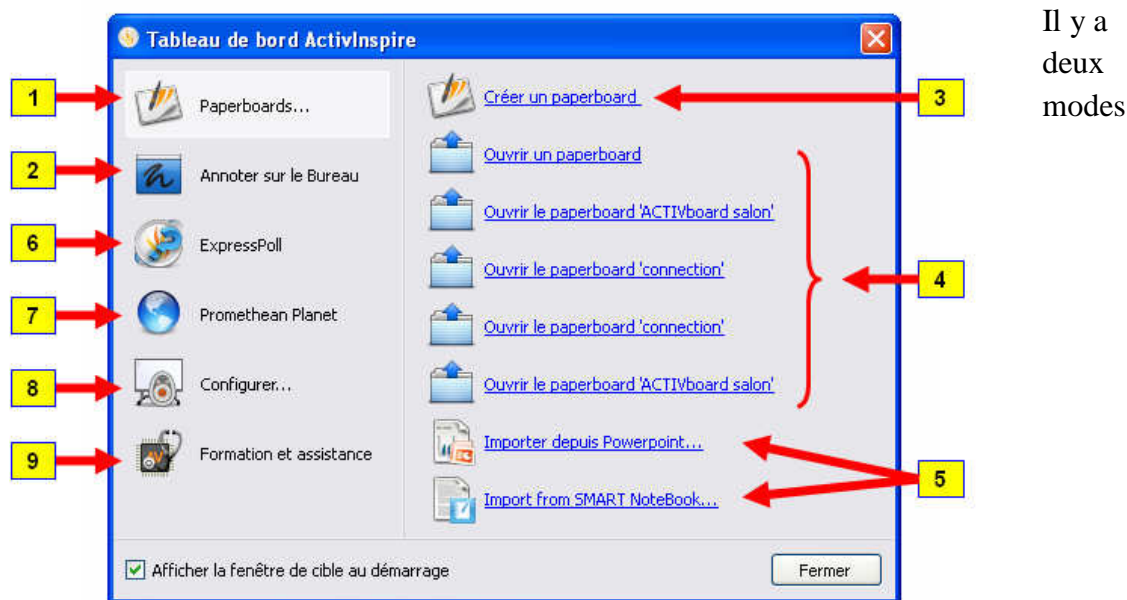 Tableau de bord ActivInspire
1
Paperboards...
2
Annoter sur le Bureau
6
ExpressPoll
7
Promethean Planet
8
Configurer...
9
Formation et assistance
Créer un paperboard
3
Ouvrir un paperboard
Ouvrir le paperboard 'ACTIVboard salon'
Ouvrir le paperboard 'connection'
4
Ouvrir le paperboard 'connection'
Ouvrir le paperboard 'ACTIVboard salon'
Importer depuis Powerpoint...
5
Import from SMART NoteBook...
Afficher la fenêtre de cible au démarrage
Fermer
Il y a
deux
modes